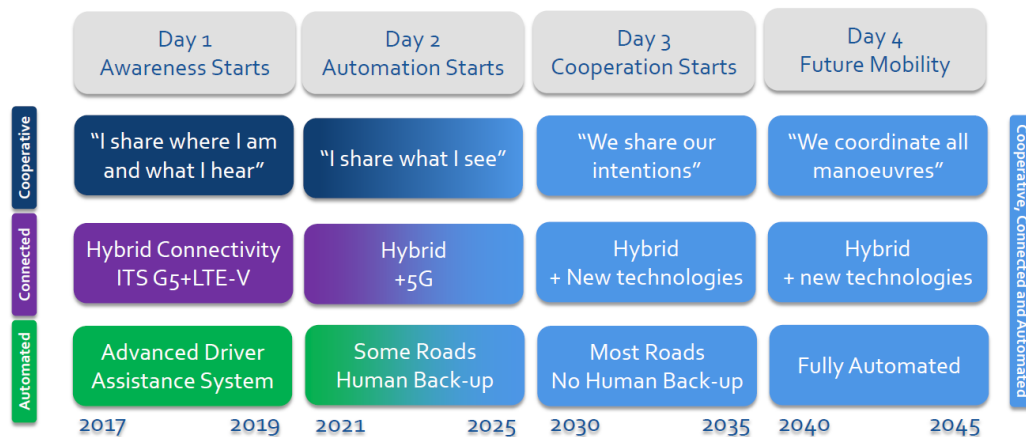 Day 1
Awareness Starts
Day 2
Automation Starts
Day 3
Cooperation Starts
Day 4
Future Mobility
Cooperative
“I share where I am
and what I hear”
“I share what I see”
“We share our
intentions”
“We coordinate all
manoeuvres”
Connected
Hybrid Connectivity
ITS G5+LTE-V
Hybrid
+5G
Hybrid
+ New technologies
Hybrid
+ new technologies
Automated
Advanced Driver
Assistance System
Some Roads
Human Back-up
Most Roads
No Human Back-up
Fully Automated
Cooperative, Connected and Automated
2017 2019 2021 2025 2030 2035 2040 2045